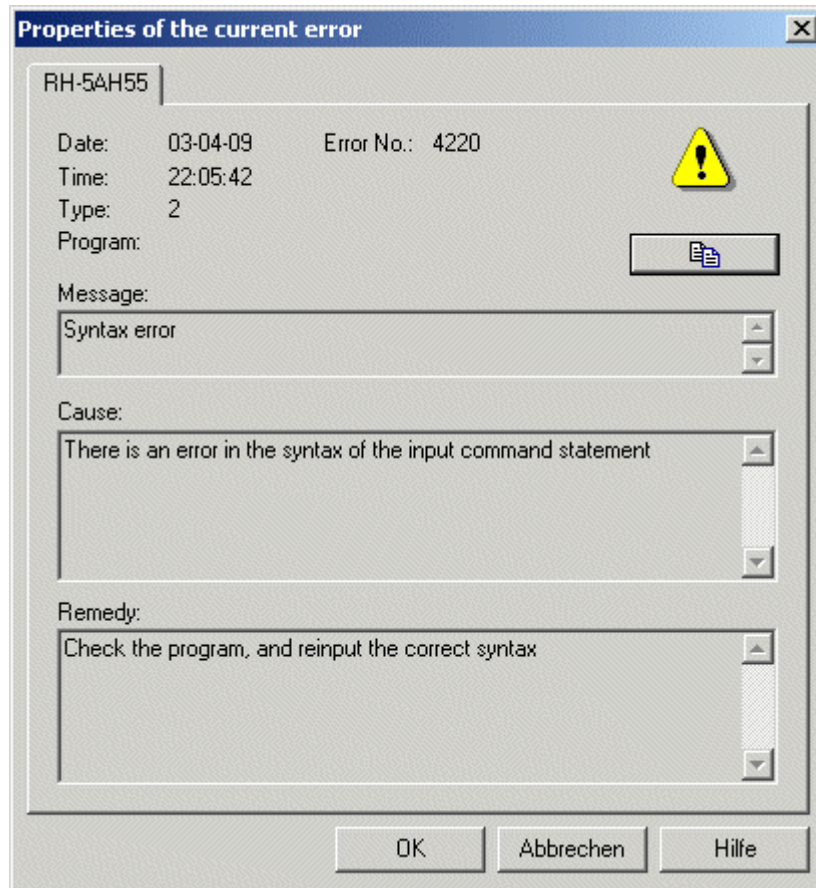 Properties of the current error
RH-5AH55
Date: 03-04-09 Error No.: 4220
Time: 22:05:42
Type: 2
Program:
Message:
Syntax error
Cause:
There is an error in the syntax of the input command statement
Remedy:
Check the program, and reinput the correct syntax
OK Abbrechen Hilfe